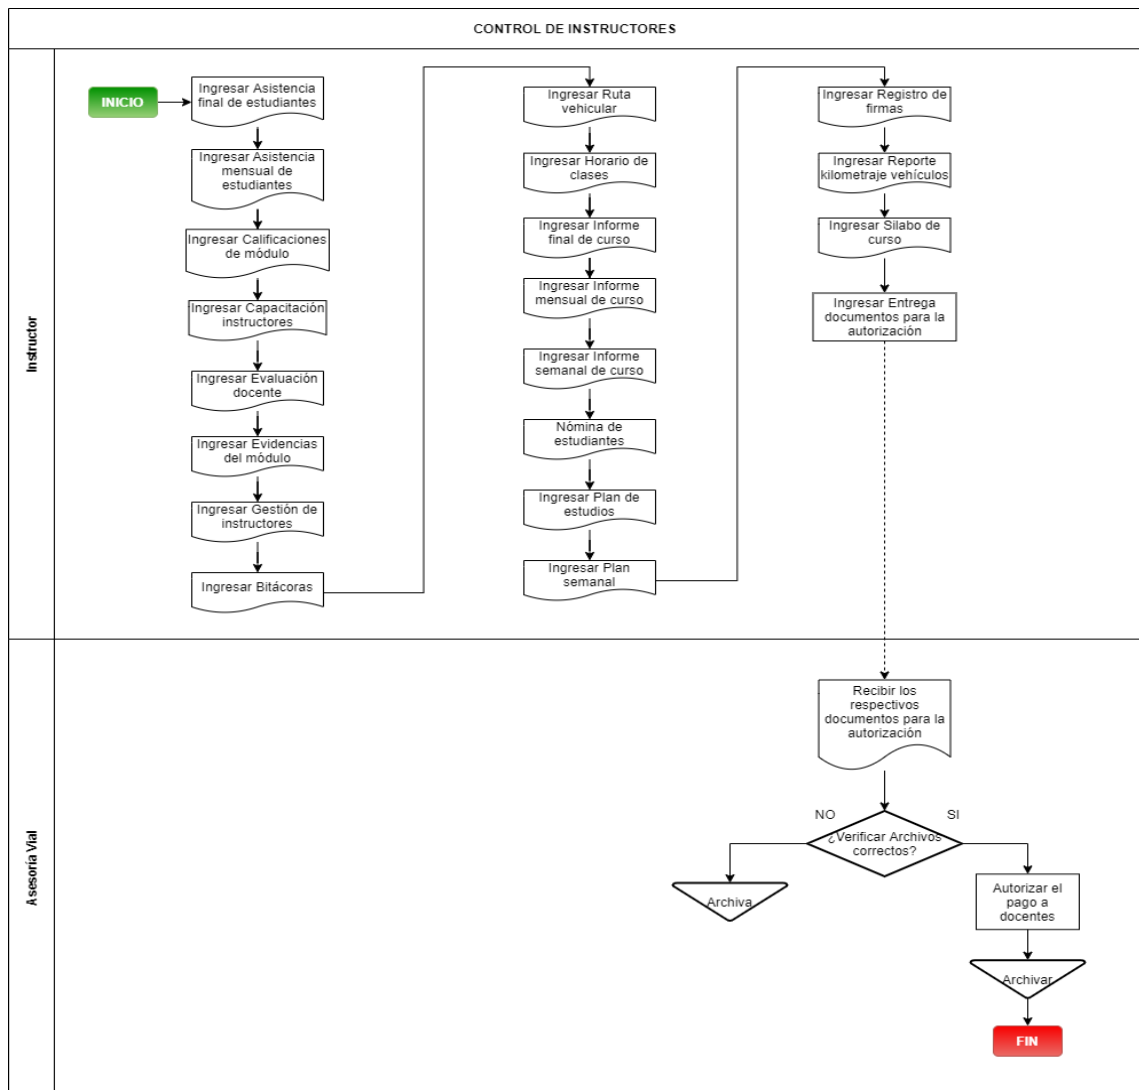 CONTROL DE INSTRUCTORES
Instructor
INICIO
Ingresar Asistencia
final de estudiantes
Ingresar Asistencia
mensual de
estudiantes
Ingresar Calificaciones
de módulo
Ingresar Capacitación
instructores
Ingresar Evaluación
docente
Ingresar Evidencias
del módulo
Ingresar Gestión de
instructores
Ingresar Bitácoras
Ingresar Ruta
vehicular
Ingresar Horario de
clases
Ingresar Informe
final de curso
Ingresar Informe
mensual de curso
Ingresar Informe
semanal de curso
Nómina de
estudiantes
Ingresar Plan de
estudios
Ingresar Plan
semanal
Ingresar Registro de
firmas
Ingresar Reporte
kilometraje vehículos
Ingresar Silabo de
curso
Ingresar Entrega
documentos para la
autorización
Asesoría Vial
Recibir los
respectivos
documentos para la
autorización
NO
SI
¿Verificar Archivos
correctos?
Archiva
Autorizar el
pago a
docentes
Archivar
FIN